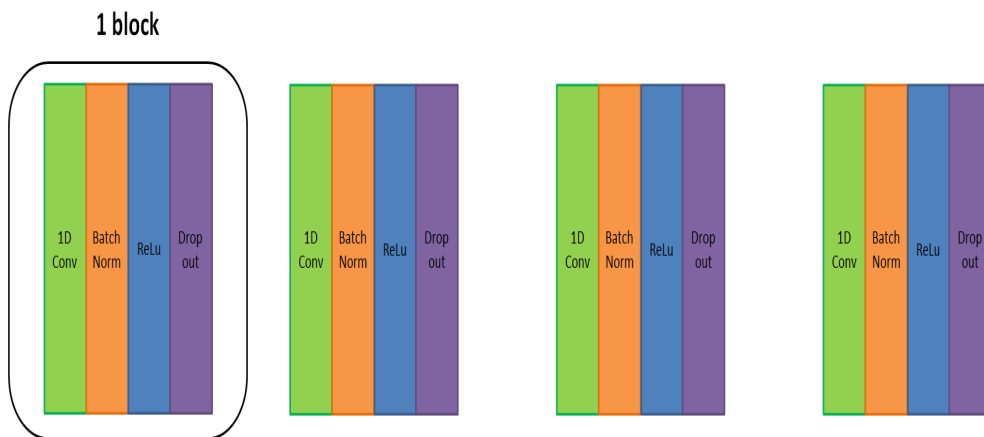 1 block
1D
Conv
Batch
Norm
ReLu
Drop
out
1D
Conv
Batch
Norm
ReLu
Drop
out
1D
Conv
Batch
Norm
ReLu
Drop
out
1D
Conv
Batch
Norm
ReLu
Drop
out